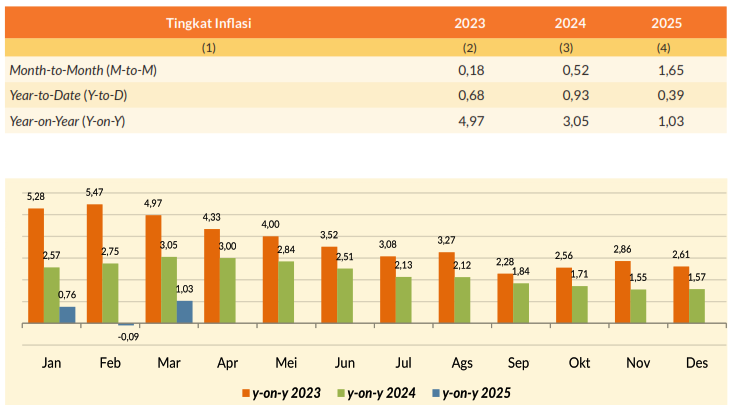 Tingkat Inflasi 2023 2024 2025
(1) (2) (3) (4)
Month-to-Month (M-to-M) 0,18 0,52 1,65
Year-to-Date (Y-to-D) 0,68 0,93 0,39
Year-on-Year (Y-on-Y) 4,97 3,05 1,03
5,28 5,47 4,97 4,33 4,00 3,52 3,08 3,27 2,28 2,56 2,86 2,61
2,57 2,75 3,05 3,00 2,84 2,51 2,13 2,12 1,84 1,71 1,55 1,57
0,76 -0,09 1,03
Jan Feb Mar Apr Mei Jun Jul Ags Sep Okt Nov Des
y-on-y 2023 y-on-y 2024 y-on-y 2025